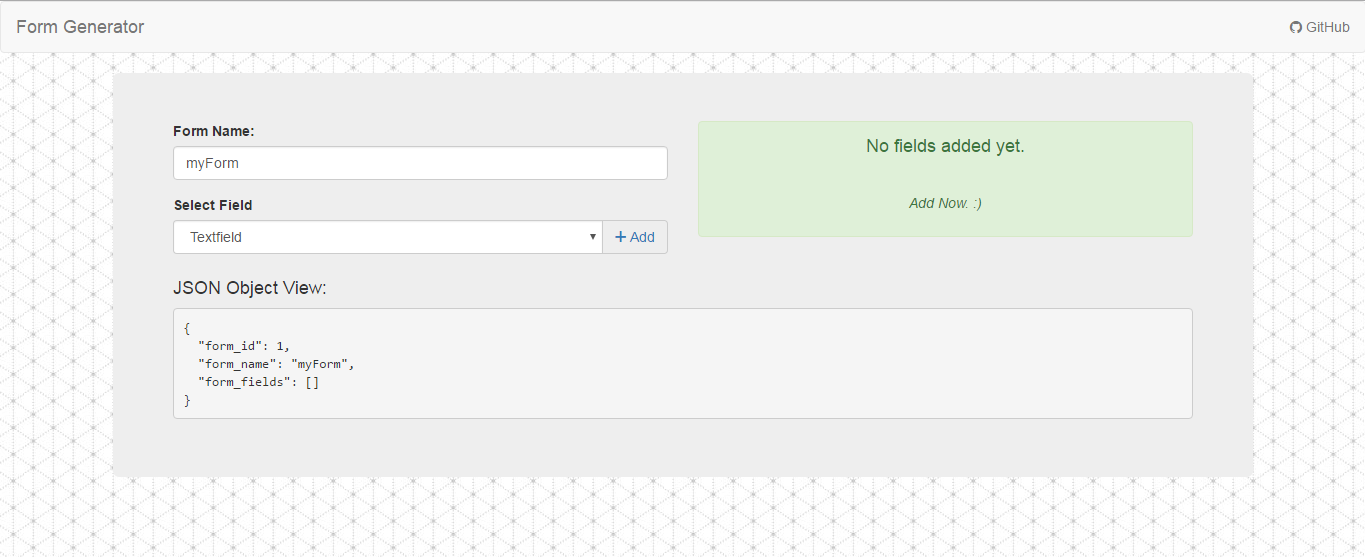 Form Generator
GitHub
Form Name:
myForm
Select Field
Textfield
+ Add
No fields added yet.
Add Now. :)
JSON Object View:
{
  "form_id": 1,
  "form_name": "myForm",
  "form_fields": []
}